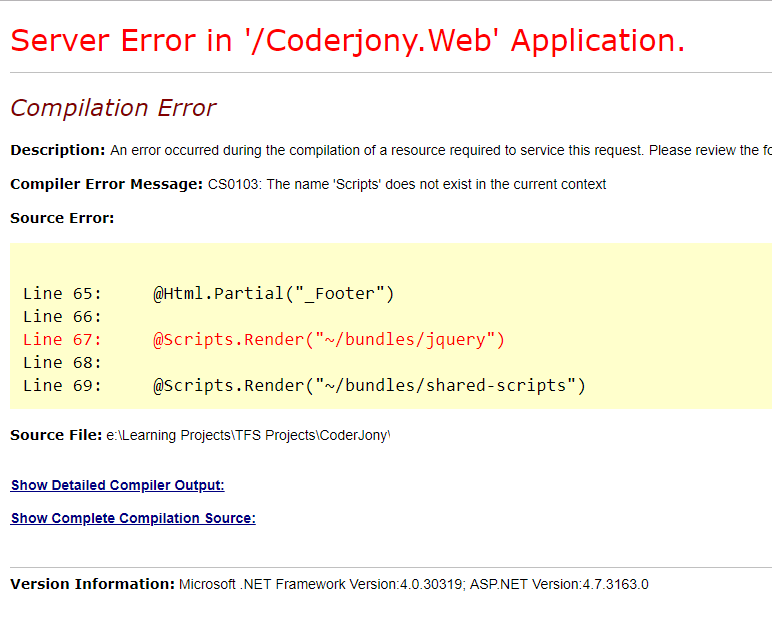 Server Error in '/Coderjony.Web' Application.
Compilation Error
Description: An error occurred during the compilation of a resource required to service this request. Please review the
Compiler Error Message: CS0103: The name 'Scripts' does not exist in the current context
Source Error:
Line 65:     @Html.Partial("_Footer")
Line 66:
Line 67:     @Scripts.Render("~/bundles/jquery")
Line 68:
Line 69:     @Scripts.Render("~/bundles/shared-scripts")
Source File: e:\Learning Projects\TFS Projects\CoderJony\
Show Detailed Compiler Output:
Show Complete Compilation Source:
Version Information: Microsoft .NET Framework Version:4.0.30319; ASP.NET Version:4.7.3163.0